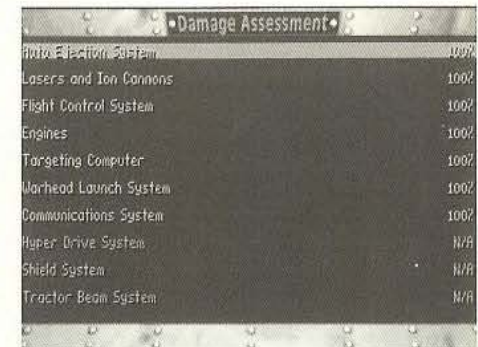 •Damage Assessment•
Auto Ejection System 100%
Lasers and Ion Cannons 100%
Flight Control System 100%
Engines 100%
Targeting Computer 100%
Warhead Launch System 100%
Communications System 100%
Hyper Drive System N/A
Shield System N/A
Tractor Beam System N/A